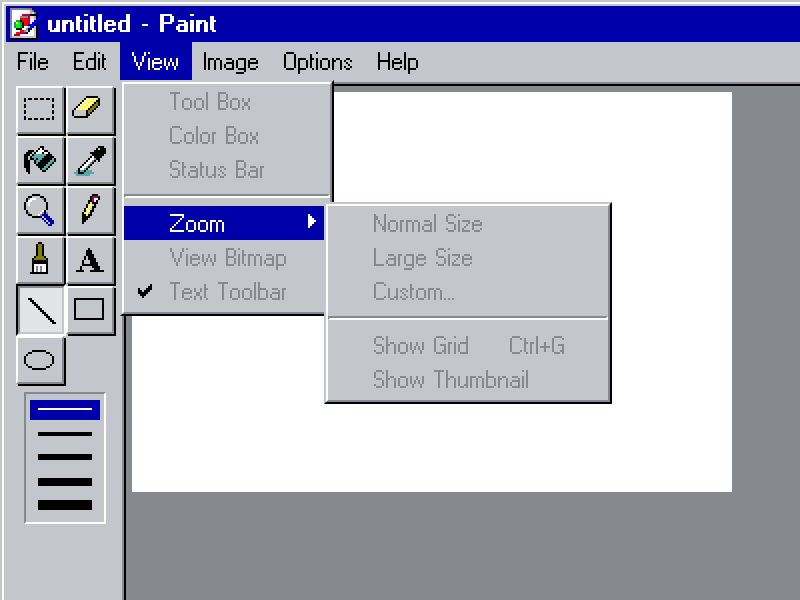 untitled - Paint
File Edit View Image Options Help
Tool Box
Color Box
Status Bar
Zoom
View Bitmap
Text Toolbar
Normal Size
Large Size
Custom...
Show Grid Ctrl+G
Show Thumbnail
A